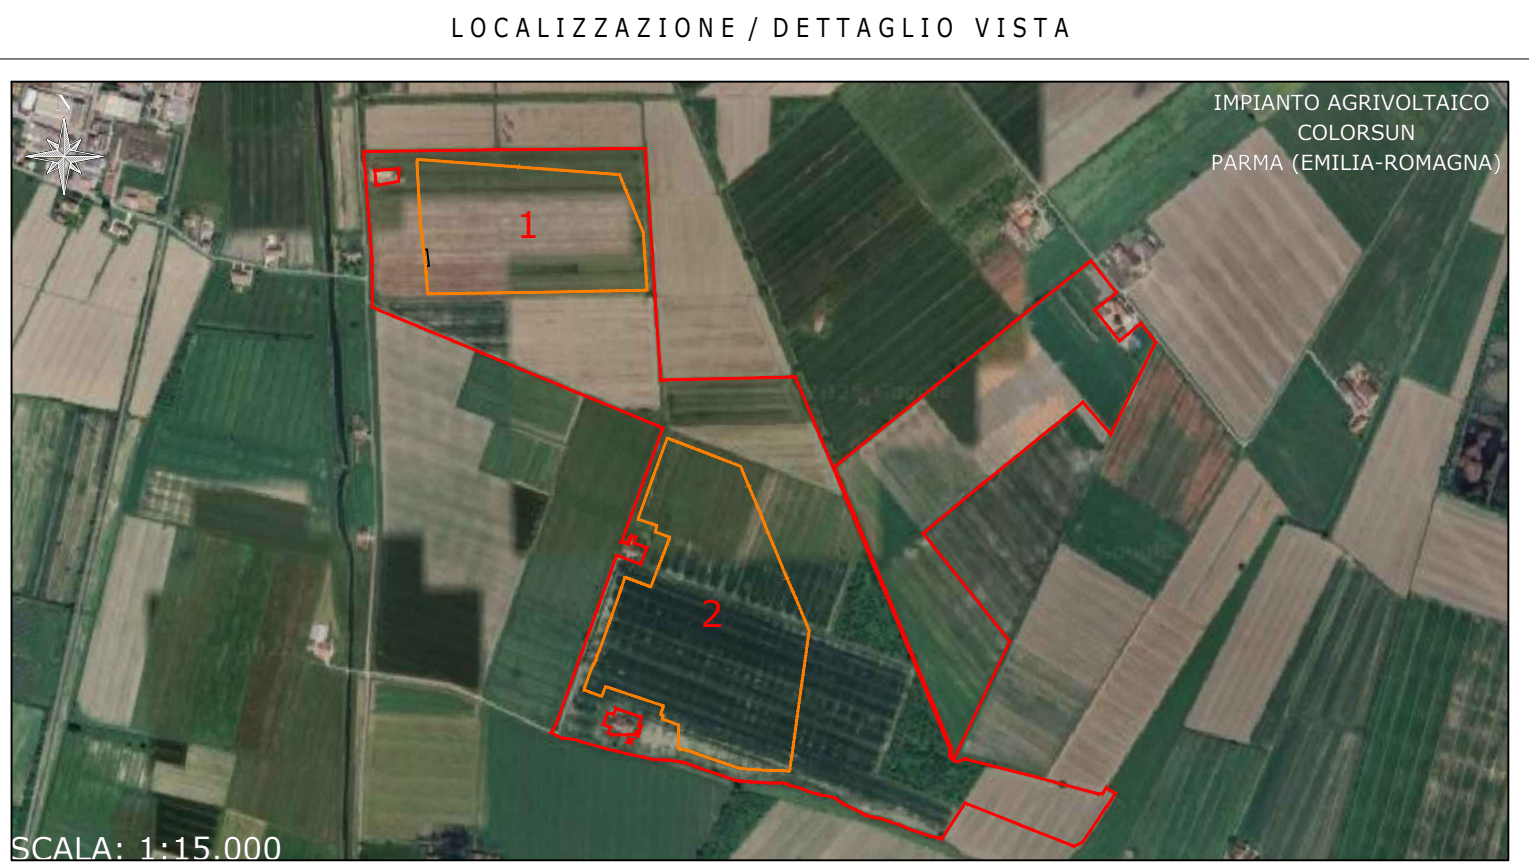 LOCALIZZAZIONE / DETTAGLIO VISTA
N
IMPIANTO AGRIVOLTAICO
COLORSUN
PARMA (EMILIA-ROMAGNA)
1
2
SCALA: 1:15.000